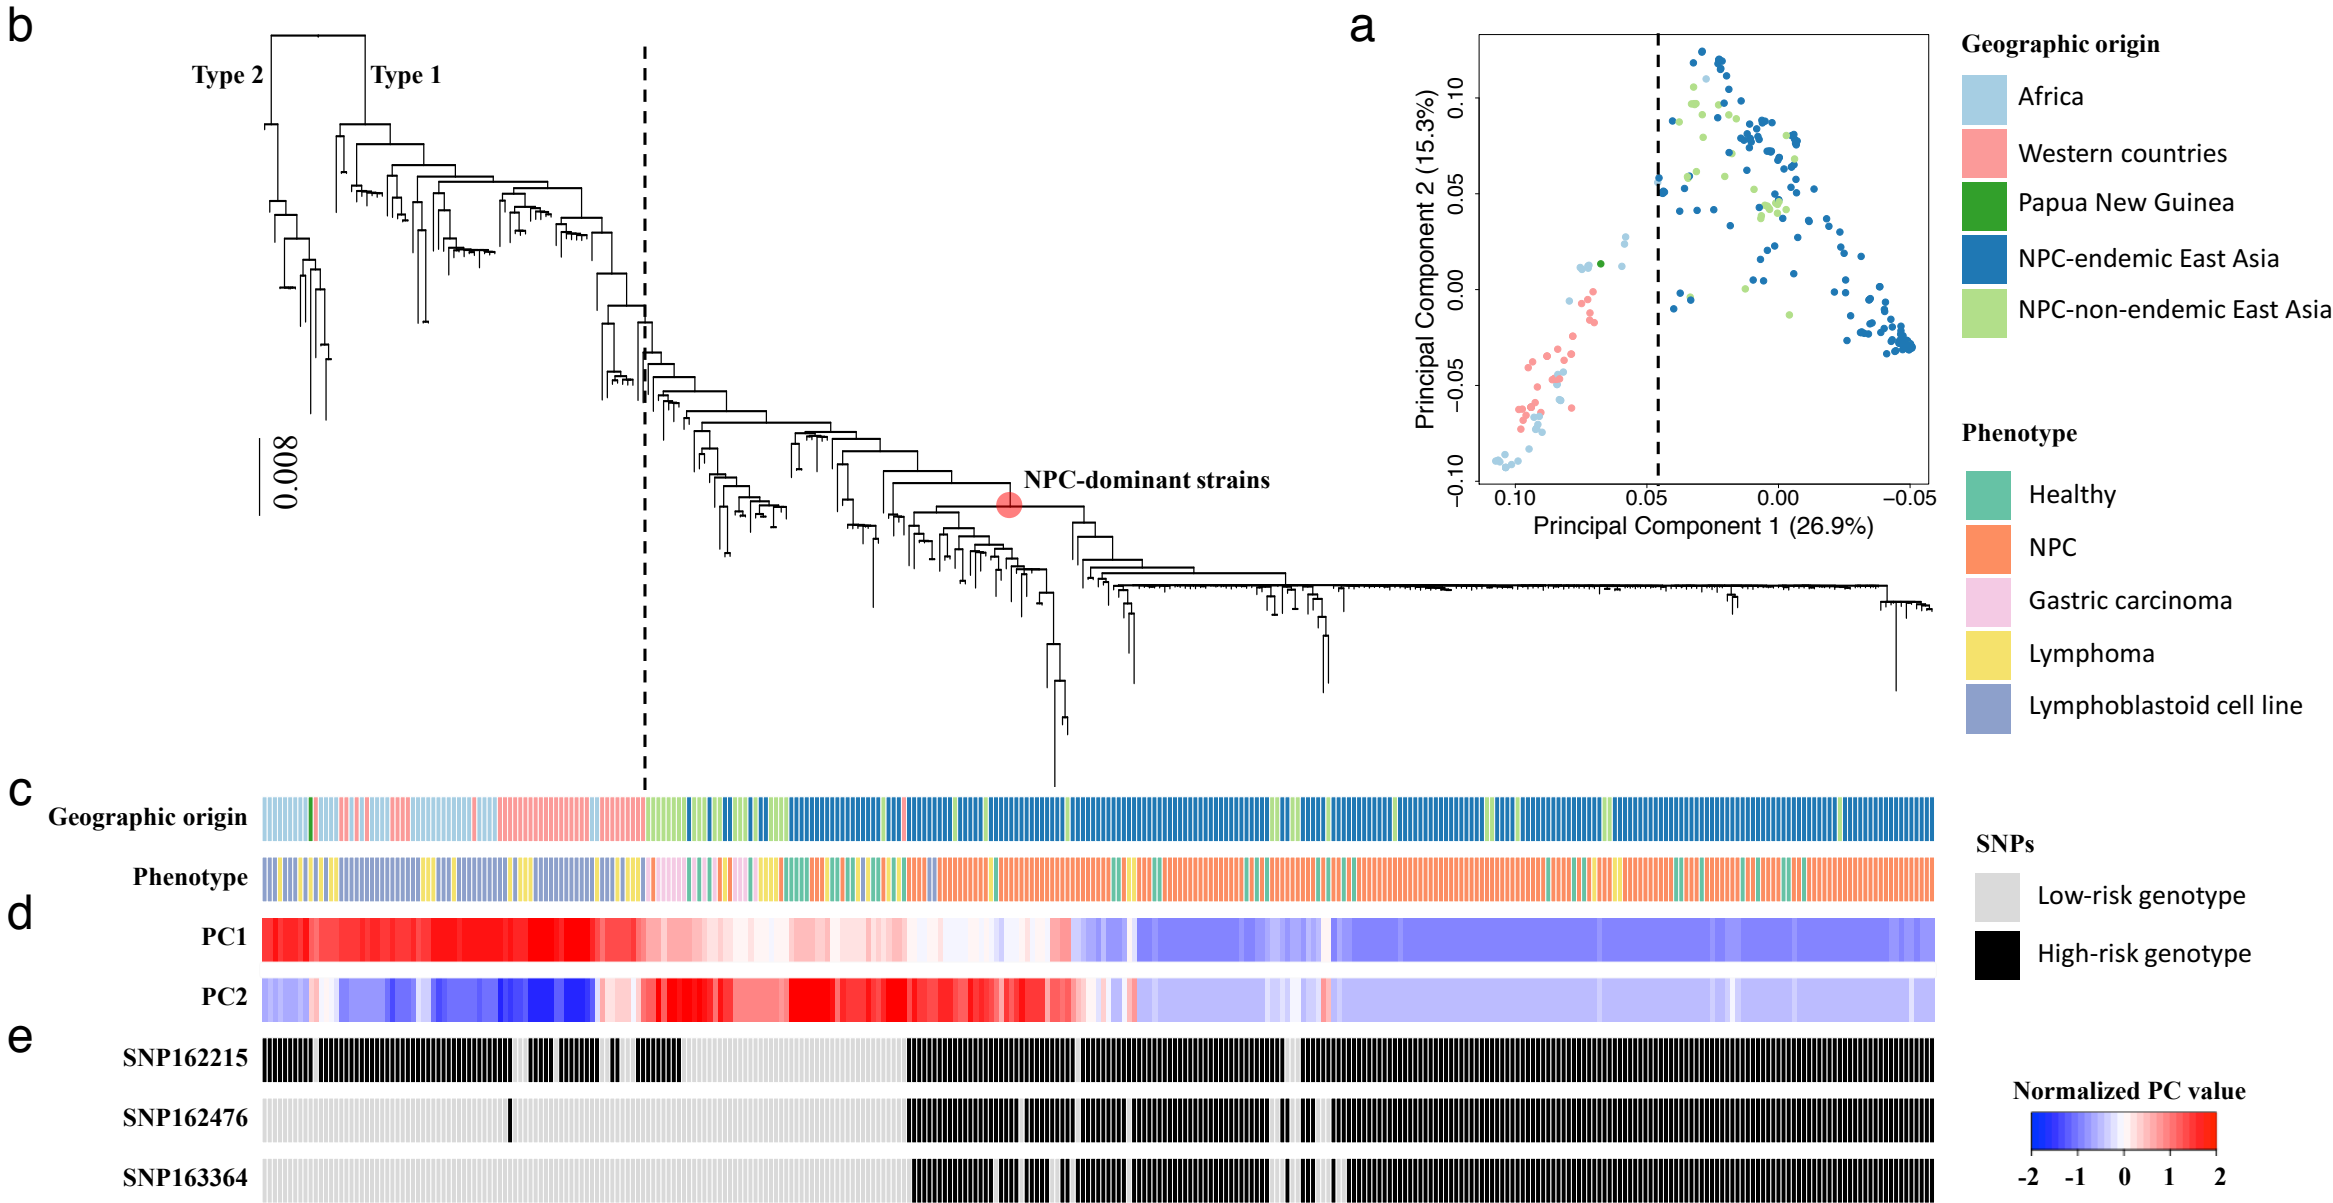 b
Type 2
Type 1
0.008
NPC-dominant strains
a
Principal Component 2 (15.3%)
0.10
0.05
0.00
−0.05
−0.10
0.10
0.05
0.00
−0.05
Principal Component 1 (26.9%)
Geographic origin
Africa
Western countries
Papua New Guinea
NPC-endemic East Asia
NPC-non-endemic East Asia
Phenotype
Healthy
NPC
Gastric carcinoma
Lymphoma
Lymphoblastoid cell line
c
Geographic origin
Phenotype
d
PC1
PC2
e
SNP162215
SNP162476
SNP163364
SNPs
Low-risk genotype
High-risk genotype
Normalized PC value
-2 -1 0 1 2